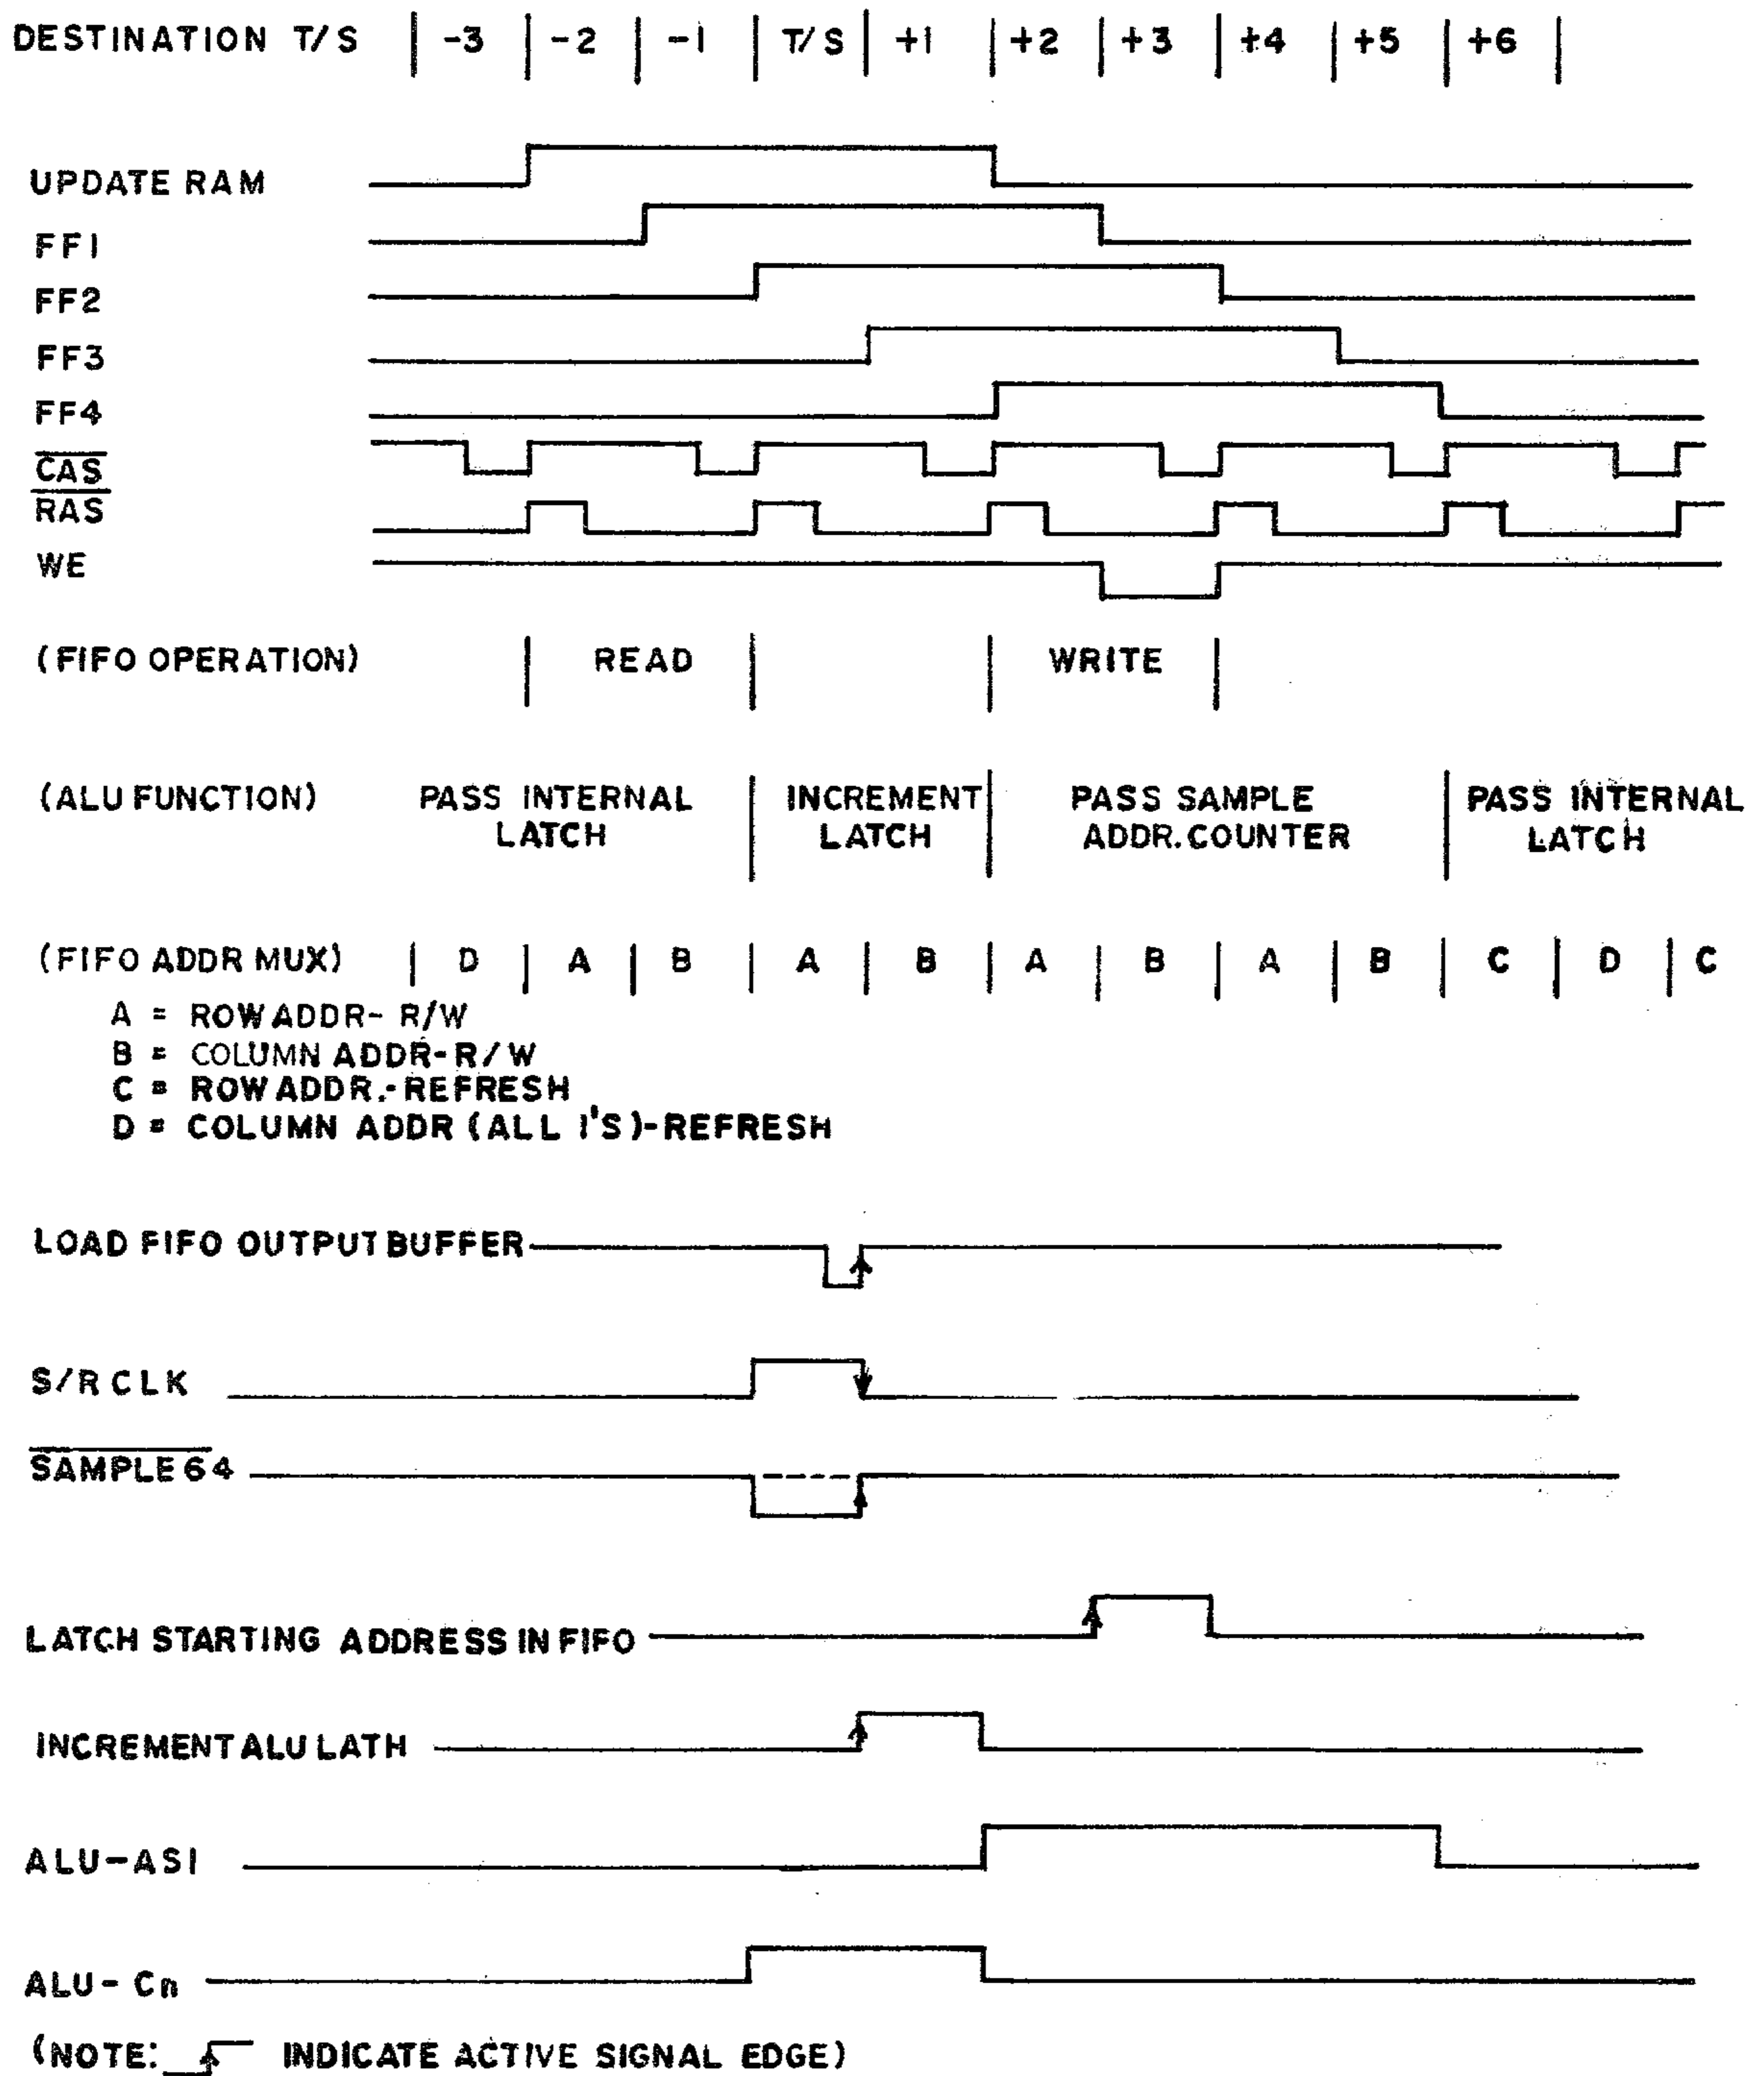 DESTINATION T/S | -3 | -2 | -1 | T/S | +1 | +2 | +3 | +4 | +5 | +6 |
UPDATE RAM
FF1
FF2
FF3
FF4
CAS
RAS
WE
(FIFO OPERATION) | READ | | WRITE |
(ALU FUNCTION) PASS INTERNAL LATCH | INCREMENT LATCH | PASS SAMPLE ADDR. COUNTER | PASS INTERNAL LATCH
(FIFO ADDR MUX) | D | A | B | A | B | A | B | A | B | C | D | C
A = ROW ADDR- R/W
B = COLUMN ADDR-R/W
C = ROW ADDR.-REFRESH
D = COLUMN ADDR (ALL 1'S)-REFRESH
LOAD FIFO OUTPUT BUFFER
S/R CLK
SAMPLE 64
LATCH STARTING ADDRESS IN FIFO
INCREMENT ALU LATH
ALU-AS1
ALU-Cn
(NOTE: INDICATE ACTIVE SIGNAL EDGE)